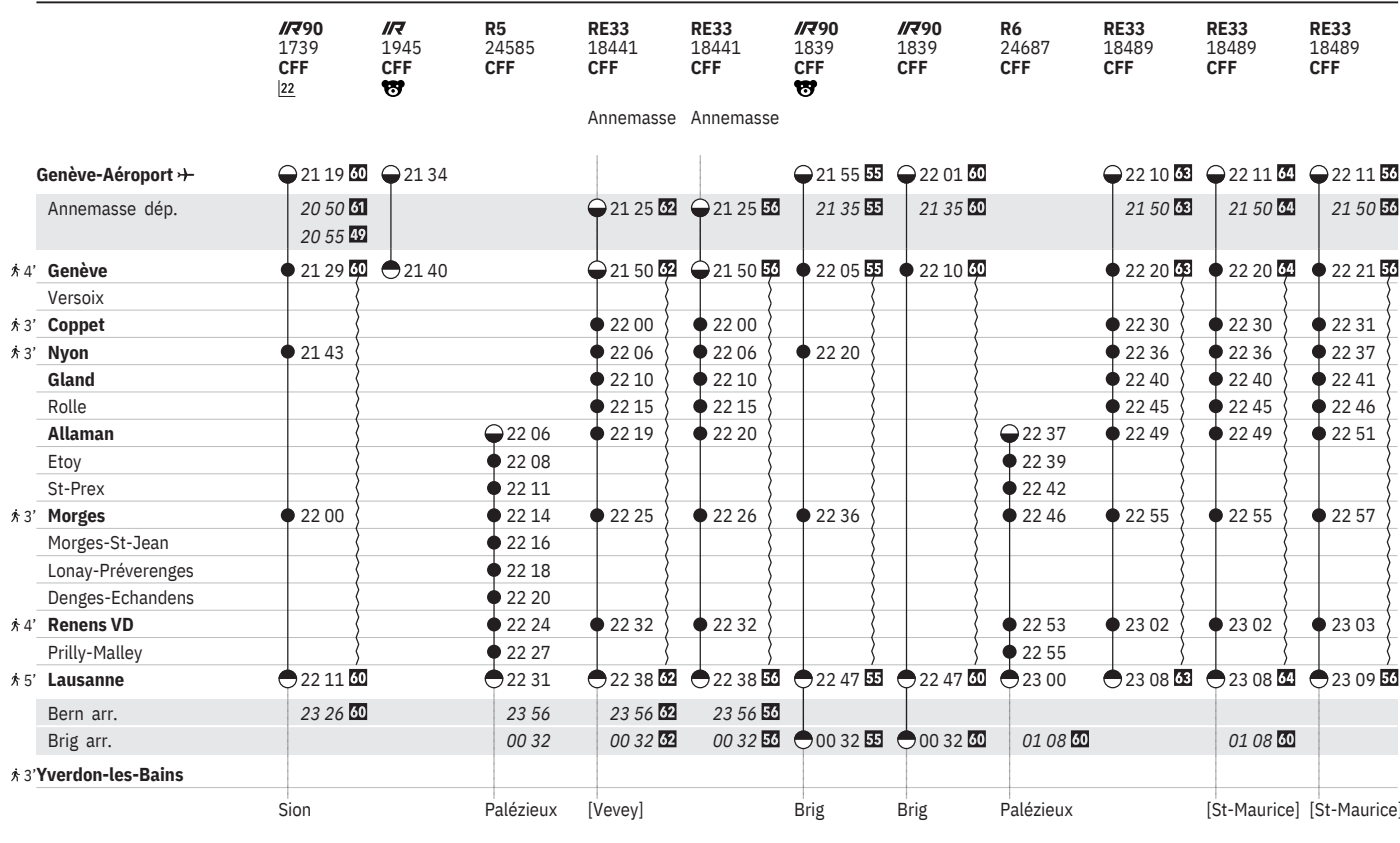 IR90 IR R5 RE33 RE33 IR90 IR90 R6 RE33 RE33 RE33
1739 1945 24585 18441 18441 1839 1839 24687 18489 18489 18489
CFF CFF CFF CFF CFF CFF CFF CFF CFF CFF CFF
22
Annemasse Annemasse
Genève-Aéroport 21 19 60 21 34 21 55 55 22 01 60 22 10 63 22 11 64 22 11 56
Annemasse dép. 20 50 61 21 25 62 21 25 56 21 35 55 21 35 60 21 50 63 21 50 64 21 50 56
20 55 49
4' Genève 21 29 60 21 40 21 50 62 21 50 56 22 05 55 22 10 60 22 20 63 22 20 64 22 21 56
Versoix
3' Coppet 22 00 22 00 22 30 22 30 22 31
3' Nyon 21 43 22 06 22 06 22 20 22 36 22 36 22 37
Gland 22 10 22 10 22 40 22 40 22 41
Rolle 22 15 22 15 22 45 22 45 22 46
Allaman 22 06 22 19 22 20 22 37 22 49 22 49 22 51
Etoy 22 08 22 39
St-Prex 22 11 22 42
3' Morges 22 00 22 14 22 25 22 26 22 36 22 46 22 55 22 55 22 57
Morges-St-Jean 22 16
Lonay-Préverenges 22 18
Denges-Echandens 22 20
4' Renens VD 22 24 22 32 22 32 22 53 23 02 23 02 23 03
Prilly-Malley 22 27 22 55
5' Lausanne 22 11 60 22 31 22 38 62 22 38 56 22 47 55 22 47 60 23 00 23 08 63 23 08 64 23 09 56
Bern arr. 23 26 60 23 56 23 56 62 23 56 56
Brig arr. 00 32 00 32 62 00 32 56 00 32 55 00 32 60 01 08 60 01 08 60
3' Yverdon-les-Bains
Sion Palézieux [Vevey] Brig Brig Palézieux [St-Maurice] [St-Maurice]